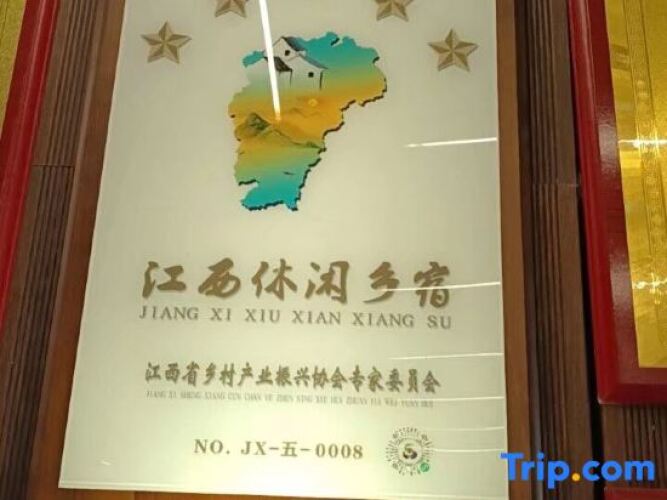 江西休闲乡宿
JIANG XI XIU XIAN XIANG SU
江西省乡村产业振兴协会专家委员会
NO. JX-五-0008
Trip.com